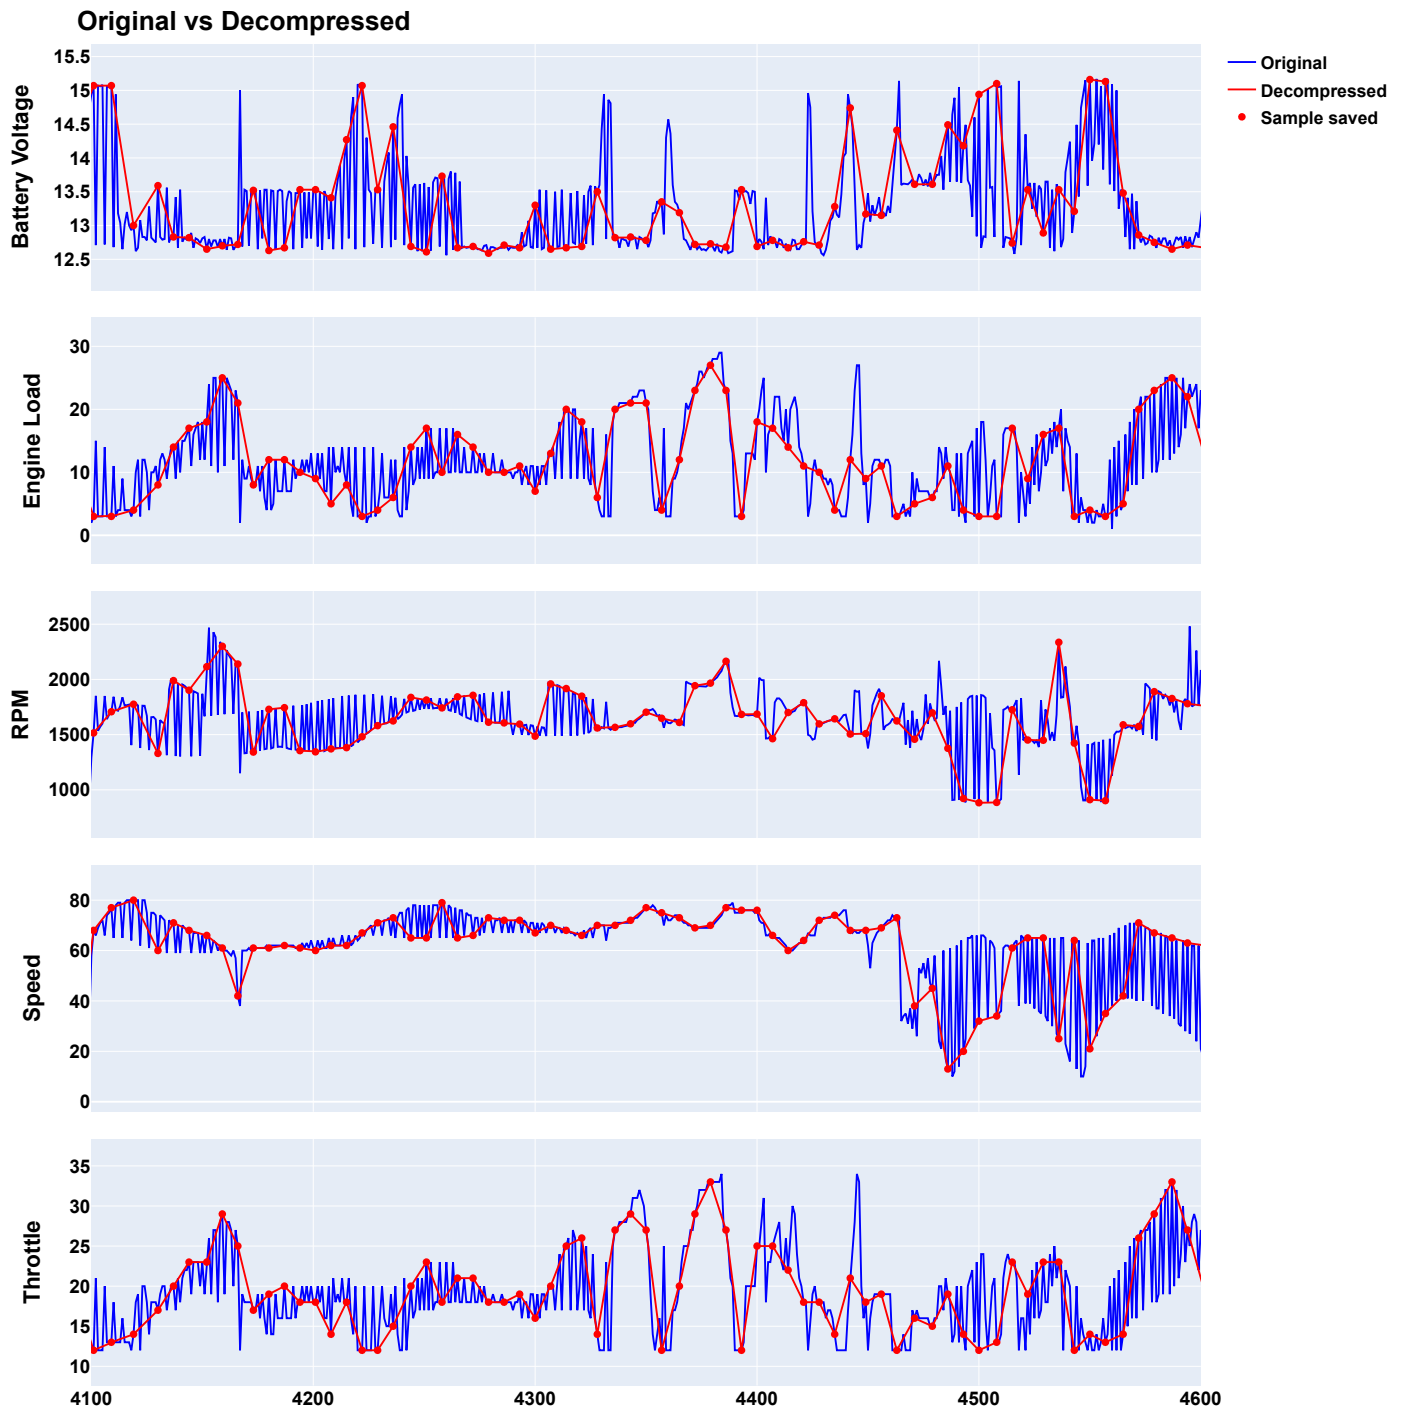 Original vs Decompressed
Original
Decompressed
Sample saved
Battery Voltage
15.5
15
14.5
14
13.5
13
12.5
Engine Load
30
20
10
0
RPM
2500
2000
1500
1000
Speed
80
60
40
20
0
Throttle
35
30
25
20
15
10
4100 4200 4300 4400 4500 4600